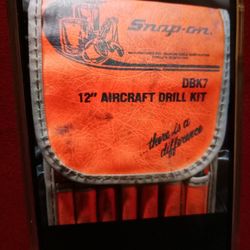 Snap-on
DBK7
12" AIRCRAFT DRILL KIT
there is a
difference